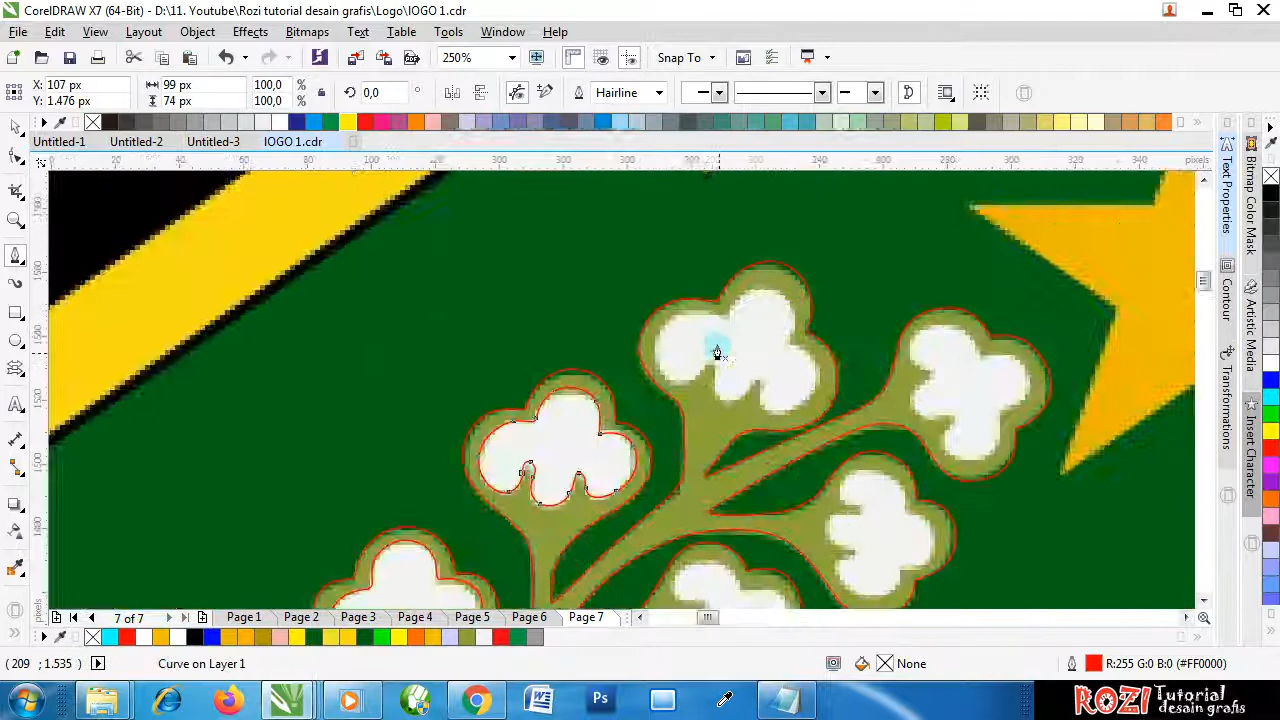 CorelDRAW X7 (64-Bit) - D:\11. Youtube\Rozi tutorial desain grafis\Logo\lOGO 1.cdr
File Edit View Layout Object Effects Bitmaps Text Table Tools Window Help
250% Snap To
X: 107 px 99 px 100,0 % 0,0 ° Hairline
Y: 1.476 px 74 px 100,0 %
Untitled-1 Untitled-2 Untitled-3 lOGO 1.cdr
pixels
Text Properties
Contour
Transformations
Bitmap Color Mask
Artistic Media
Insert Character
pixels
7 of 7 Page 1 Page 2 Page 3 Page 4 Page 5 Page 6 Page 7
(209 ;1.535) Curve on Layer 1 None R:255 G:0 B:0 (#FF0000)
W Ps
ROZI Tutorial
desain grafis